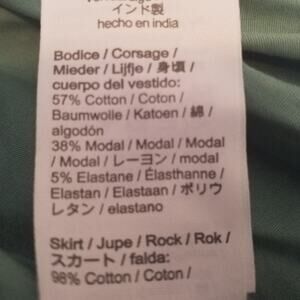 インド製
hecho en india
Bodice / Corsage /
Mieder / Lijfje / 身頃 /
cuerpo del vestido:
57% Cotton / Coton /
Baumwolle / Katoen / 綿 /
algodón
38% Modal / Modal / Modal
/ Modal / レーヨン / modal
5% Elastane / Élasthanne /
Elastan / Elastaan / ポリウ
レタン / elastano
Skirt / Jupe / Rock / Rok /
スカート / falda:
98% Cotton / Coton /